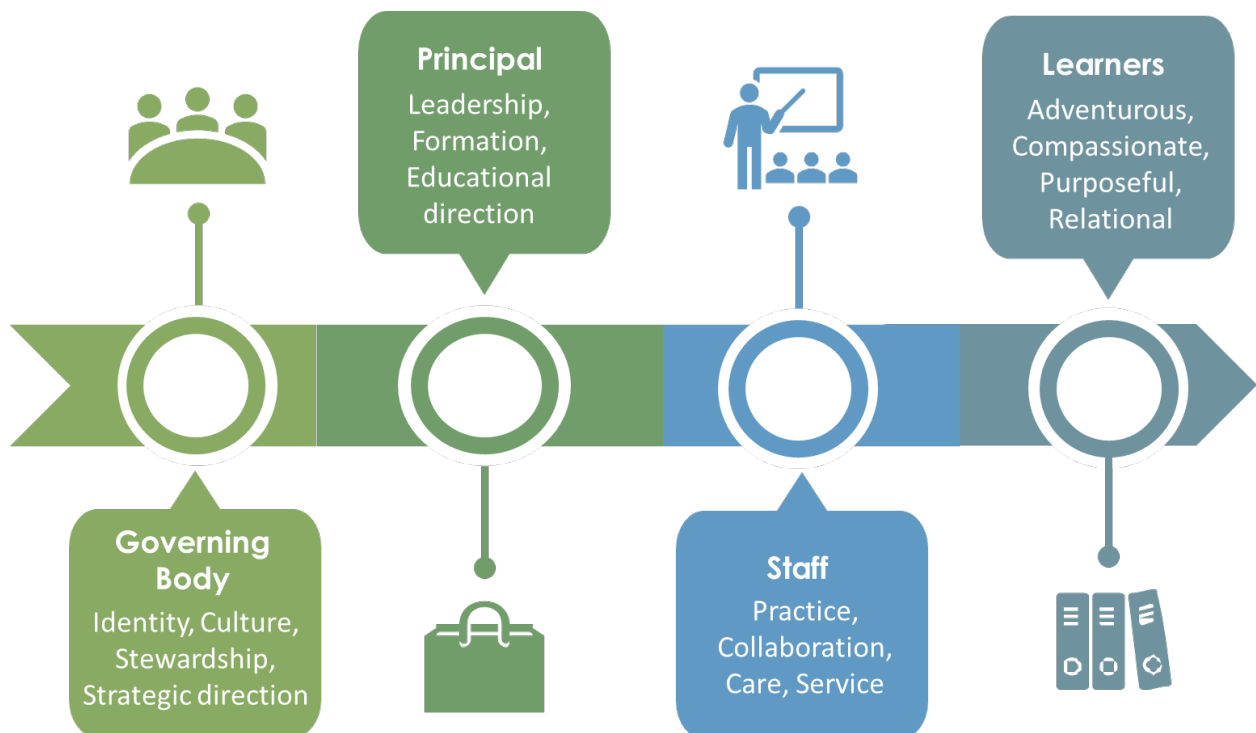 Governing
Body
Identity, Culture,
Stewardship,
Strategic direction
Principal
Leadership,
Formation,
Educational
direction
Staff
Practice,
Collaboration,
Care, Service
Learners
Adventurous,
Compassionate,
Purposeful,
Relational